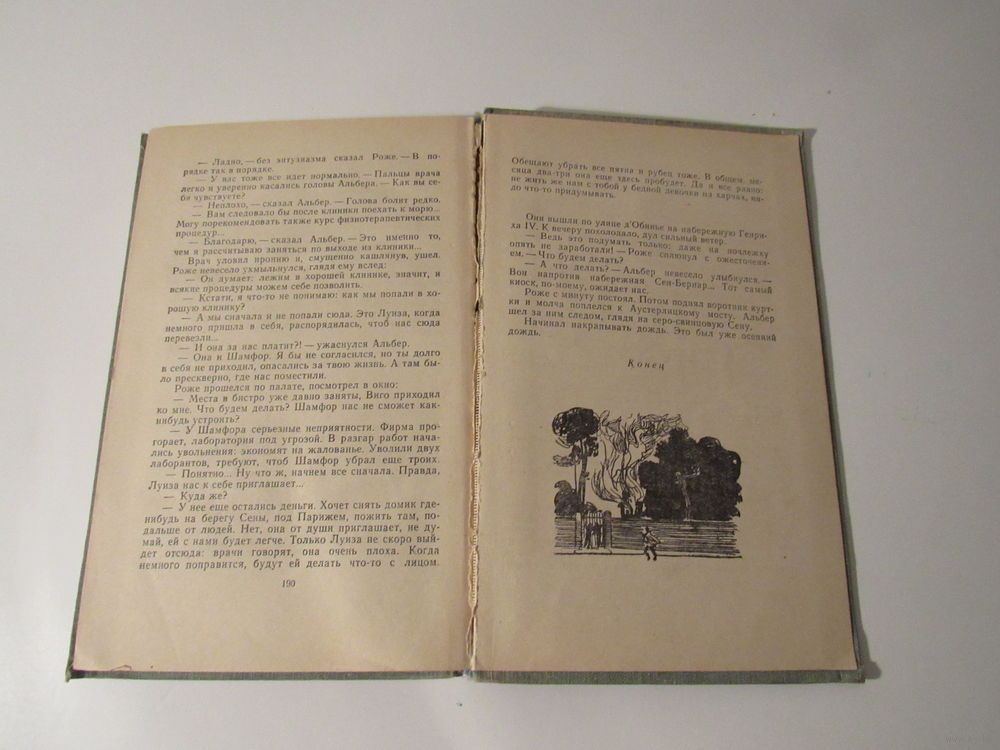 — Ладно, — без энтузиазма сказал Роже. — В по-
рядке так в порядке.
— У вас тоже все идет нормально. — Пальцы врача
легко и уверенно касались головы Альбера. — Как вы се-
бя чувствуете?
— Неплохо, — сказал Альбер. — Голова болит редко.
— Вам следовало бы после клиники поехать к морю...
Могу порекомендовать также курс физиотерапевтических
процедур...
— Благодарю, — сказал Альбер. — Это именно то,
чем я рассчитываю заняться по выходе из клиники...
Врач уловил иронию и, смущенно кашлянув, ушел.
Роже невесело ухмыльнулся, глядя ему вслед:
— Он думает: лежим в хорошей клинике, значит, и
всякие процедуры можем себе позволить.
— Кстати, я что-то не понимаю: как мы попали в хо-
рошую клинику?
— А мы сначала и не попали сюда. Это Луиза, когда
немного пришла в себя, распорядилась, чтоб нас сюда
перевезли...
— И она за нас платит?! — ужаснулся Альбер.
— Она и Шамфор. Я бы не согласился, но ты долго
в себя не приходил, опасались за твою жизнь. А там бы-
ло прескверно, где нас поместили.
Роже прошелся по палате, посмотрел в окно:
— Места в бистро уже давно заняты, Виго приходил
ко мне. Что будем делать? Шамфор нас не сможет как-
нибудь устроить?
— У Шамфора серьезные неприятности. Фирма про-
горает, лаборатория под угрозой. В разгар работ нача-
лись увольнения: экономят на жалованье. Уволили двух
лаборантов, требуют, чтоб Шамфор убрал еще троих.
— Понятно... Ну что ж, начнем все сначала. Правда,
Луиза нас к себе приглашает...
— Куда же?
— У нее еще остались деньги. Хочет снять домик где-
нибудь на берегу Сены, под Парижем, пожить там, по-
дальше от людей. Нет, она от души приглашает, не ду-
май, ей с нами будет легче. Только Луиза не скоро вый-
дет отсюда: врачи говорят, она очень плоха. Когда
немного поправится, будут ей делать что-то с лицом.
190
Обещают убрать все пятна и рубец тоже. В общем, ме-
сяца два-три она еще здесь пробудет. Да и все равно:
не жить же нам с тобой у бедной девочки на харчах, на-
до что-то придумывать.
Они вышли по улице д'Обинье на набережную Генри-
ха IV. К вечеру похолодало, дул сильный ветер.
— Ведь это подумать только: даже на ночлежку
опять не заработали! — Роже сплюнул с ожесточени-
ем. — Что будем делать?
— А что делать? — Альбер невесело улыбнулся. —
Вон напротив набережная Сен-Бернар... Тот самый
киоск, по-моему, ожидает нас.
Роже с минуту постоял. Потом поднял воротник курт-
ки и молча поплелся к Аустерлицкому мосту. Альбер
шел за ним следом, глядя на серо-свинцовую Сену.
Начинал накрапывать дождь. Это был уже осенний
дождь.
Конец